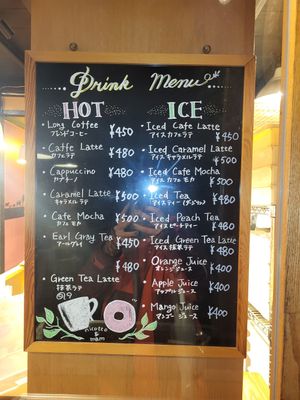 Drink Menu
HOT
・Long Coffee ¥450
ブレンドコーヒー
・Caffe Latte ¥480
カフェラテ
・Cappuccino ¥480
カプチーノ
・Caramel Latte ¥500
キャラメルラテ
・Cafe Mocha ¥500
カフェ モカ
・Earl Gray Tea ¥450
アールグレイ
・Green Tea Latte ¥480
抹茶ラテ
ICE
・Iced Cafe Latte ¥450
アイス カフェラテ
・Iced Caramel Latte ¥500
アイス キャラメルラテ
・Iced Cafe Mocha ¥500
アイス カフェ モカ
・Iced Tea ¥480
・Iced Peach Tea ¥480
アイスピーチティー
・Iced Green Tea Latte ¥480
アイス抹茶ラテ
・Orange Juice ¥400
オレンジジュース
・Apple Juice ¥400
アップルジュース
・Mango Juice ¥400
マンゴー ジュース